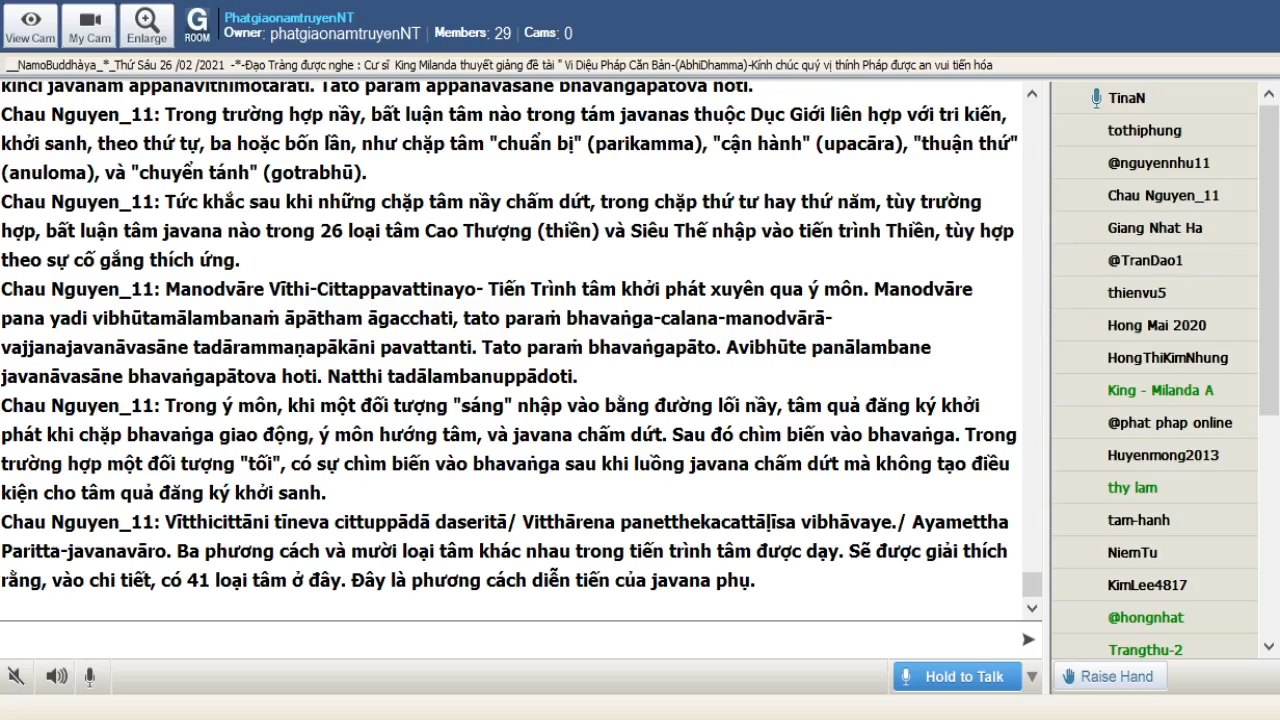 View Cam
My Cam
Enlarge
G
ROOM
PhatgiaonamtruyenNT
Owner: phatgiaonamtruyenNT | Members: 29 | Cams: 0
__NamoBuddhàya_*_Thứ Sáu 26 /02 /2021 -*-Đạo Tràng được nghe : Cư sĩ King Milanda thuyết giảng đề tài " Vi Diệu Pháp Căn Bản-(AbhiDhamma)-Kính chúc quý vị thính Pháp được an vui tiến hóa
kiñci javanam appanāvīthimotarati. Tato param appanāvasāne bhavaṅgapātova hoti.
Chau Nguyen_11: Trong trường hợp nầy, bất luận tâm nào trong tám javanas thuộc Dục Giới liên hợp với tri kiến,
khởi sanh, theo thứ tự, ba hoặc bốn lần, như chặp tâm "chuẩn bị" (parikamma), "cận hành" (upacāra), "thuận thứ"
(anuloma), và "chuyển tánh" (gotrabhū).
Chau Nguyen_11: Tức khắc sau khi những chặp tâm nầy chấm dứt, trong chặp thứ tư hay thứ năm, tùy trường
hợp, bất luận tâm javana nào trong 26 loại tâm Cao Thượng (thiền) và Siêu Thế nhập vào tiến trình Thiền, tùy hợp
theo sự cố gắng thích ứng.
Chau Nguyen_11: Manodvāre Vīthi-Cittappavattinayo- Tiến Trình tâm khởi phát xuyên qua ý môn. Manodvāre
pana yadi vibhūtamālambanaṁ āpātham āgacchati, tato paraṁ bhavaṅga-calana-manodvārā-
vajjanajavanāvasāne tadārammaṇapākāni pavattanti. Tato paraṁ bhavaṅgapāto. Avibhūte panālambane
javanāvasāne bhavaṅgapātova hoti. Natthi tadālambanuppādoti.
Chau Nguyen_11: Trong ý môn, khi một đối tượng "sáng" nhập vào bằng đường lối nầy, tâm quả đăng ký khởi
phát khi chặp bhavaṅga giao động, ý môn hướng tâm, và javana chấm dứt. Sau đó chìm biến vào bhavaṅga. Trong
trường hợp một đối tượng "tối", có sự chìm biến vào bhavaṅga sau khi luồng javana chấm dứt mà không tạo điều
kiện cho tâm quả đăng ký khởi sanh.
Chau Nguyen_11: Vītthicittāni tīneva cittuppādā daseritā/ Vitthārena panetthekacattāḷīsa vibhāvaye./ Ayamettha
Paritta-javanavāro. Ba phương cách và mười loại tâm khác nhau trong tiến trình tâm được dạy. Sẽ được giải thích
rằng, vào chi tiết, có 41 loại tâm ở đây. Đây là phương cách diễn tiến của javana phụ.
TinaN
tothiphung
@nguyennhu11
Chau Nguyen_11
Giang Nhat Ha
@TranDao1
thienvu5
Hong Mai 2020
HongThiKimNhung
King - Milanda A
@phat phap online
Huyenmong2013
thy lam
tam-hanh
NiemTu
KimLee4817
@hongnhat
Trangthu-2
Hold to Talk
Raise Hand